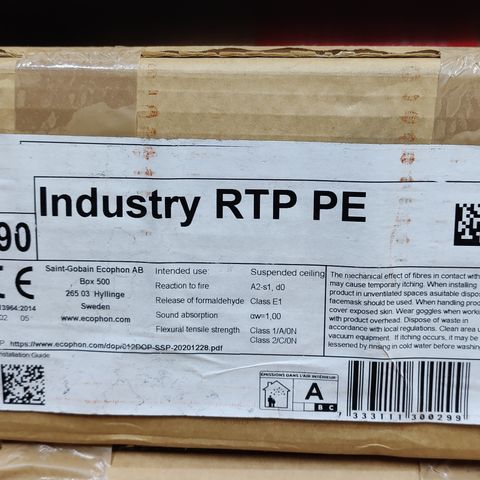 Industry RTP PE
90
CE
13964:2014
02 05
Saint-Gobain Ecophon AB
Box 500
265 03 Hyllinge
Sweden
www.ecophon.com
Intended use: Suspended ceiling
Reaction to fire A2-s1, d0
Release of formaldehyde Class E1
Sound absorption αw=1,00
Flexural tensile strength Class 1/A/0N
Class 2/C/0N
P https://www.ecophon.com/dop/012DOP-SSP-20201228.pdf
nstallation Guide
The mechanical effect of fibres in contact with
may cause temporary itching. When installing
product in unventilated spaces asuitable dispos
facemask should be used. When handling proc
cover exposed skin. Wear goggles when workin
with product overhead. Dispose of waste in
accordance with local regulations. Clean area u
vacuum equipment. If itching occurs, it may be
lessened by rinsing in cold water before washin
ÉMISSIONS DANS L'AIR INTÉRIEUR
A
B C
7 333111 300299